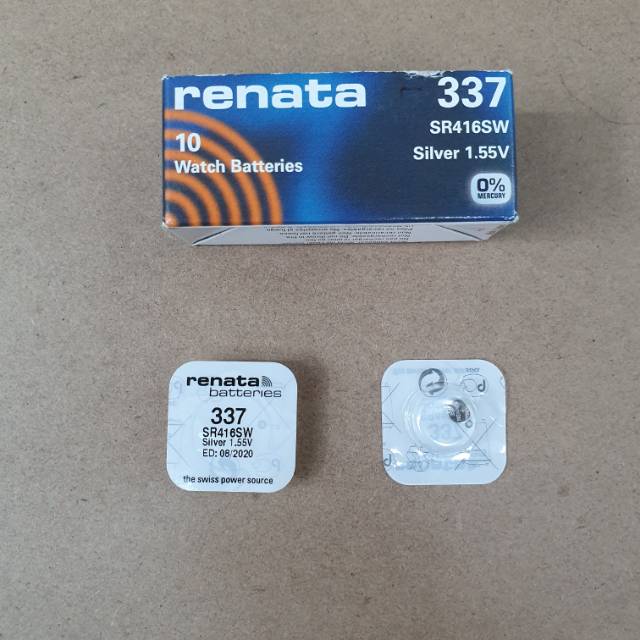 renata
337
SR416SW
10
Silver 1.55V
Watch Batteries
0%
MERCURY
renata
batteries
337
SR416SW
Silver 1.55V
ED: 08/2020
the swiss power source